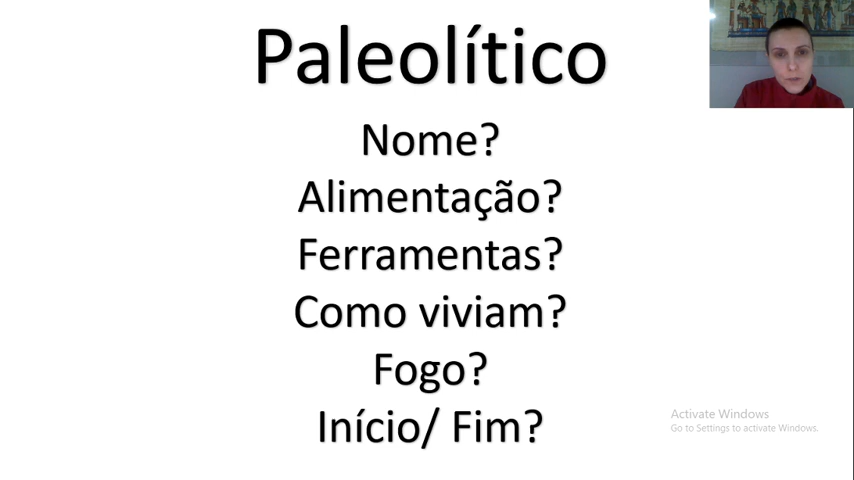 Paleolítico
Nome?
Alimentação?
Ferramentas?
Como viviam?
Fogo?
Início/ Fim?
Activate Windows
Go to Settings to activate Windows.